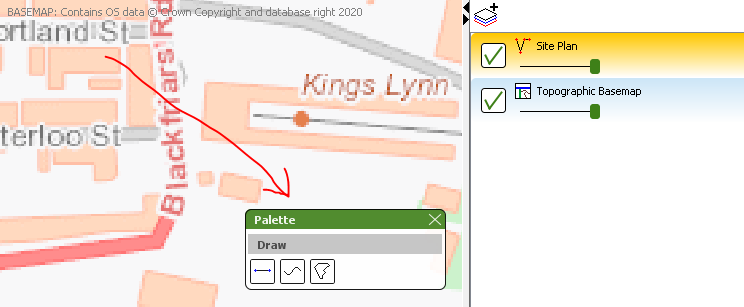 BASEMAP: Contains OS data © Crown Copyright and database right 2020
ortland St
Blackfriars Rd
Kings Lynn
terloo St
Palette
Draw
Site Plan
Topographic Basemap